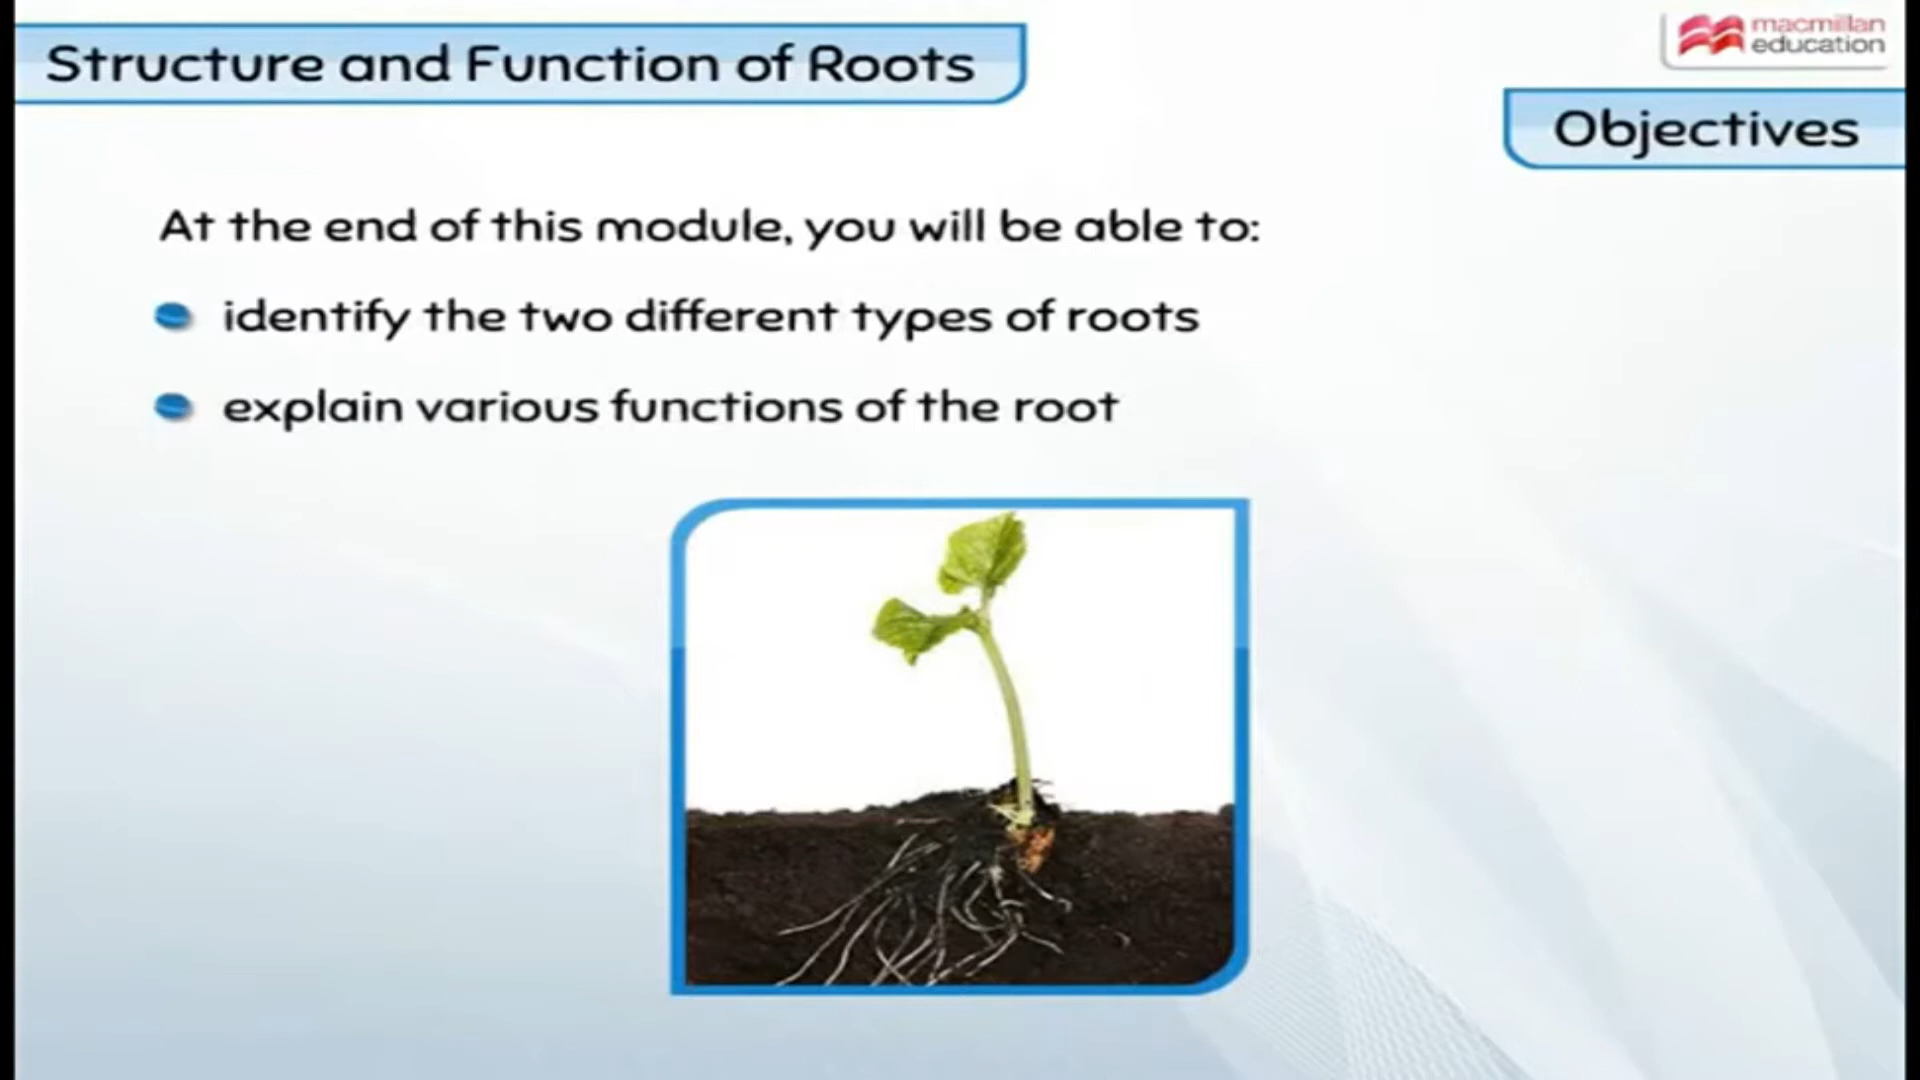 Structure and Function of Roots
macmillan
education
Objectives
At the end of this module, you will be able to:
identify the two different types of roots
explain various functions of the root